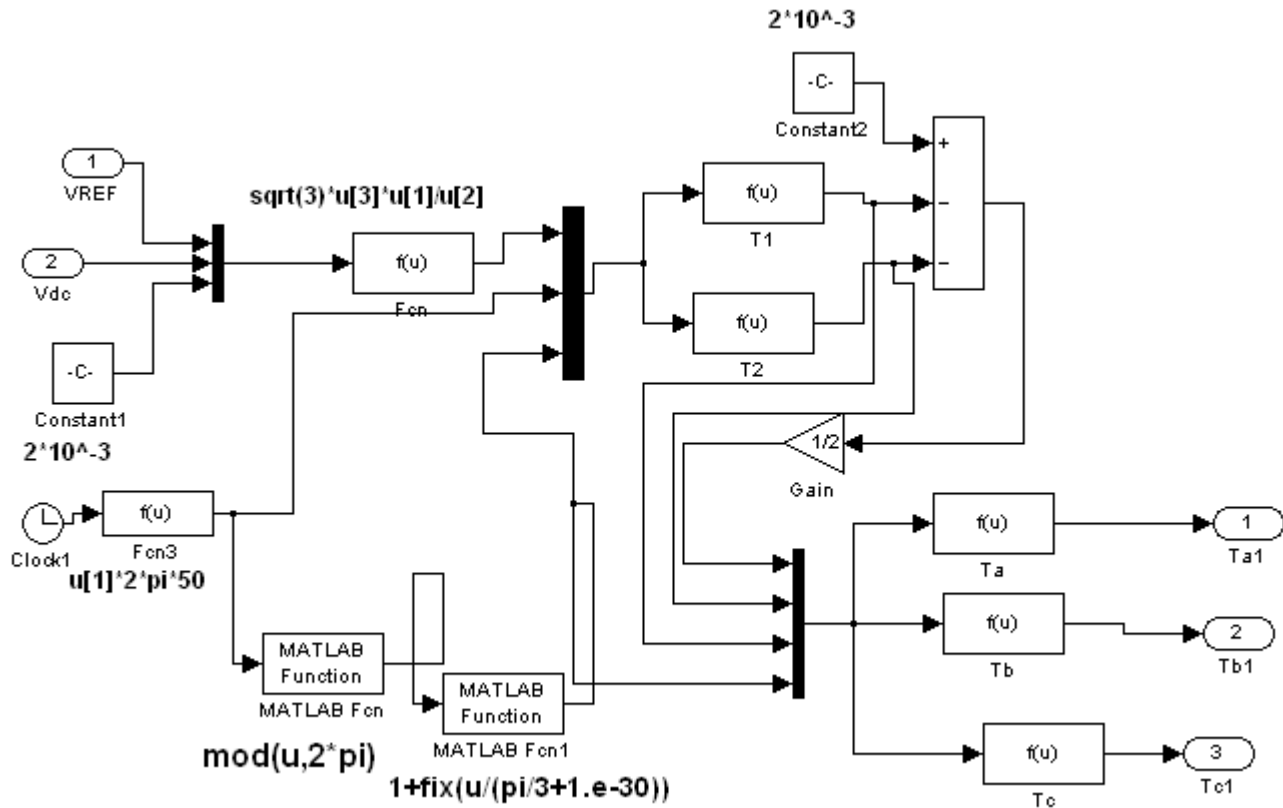 2*10^-3
-C-
Constant2
+
-
-
1
VREF
sqrt(3)*u[3]*u[1]/u[2]
f(u)
T1
2
Vdc
f(u)
Fcn
f(u)
T2
-C-
Constant1
2*10^-3
1/2
Gain
Clock1
f(u)
Fcn3
u[1]*2*pi*50
f(u)
Ta
1
Ta1
f(u)
Tb
2
Tb1
MATLAB
Function
MATLAB Fcn
mod(u,2*pi)
MATLAB
Function
MATLAB Fcn1
1+fix(u/(pi/3+1.e-30))
f(u)
Tc
3
Tc1